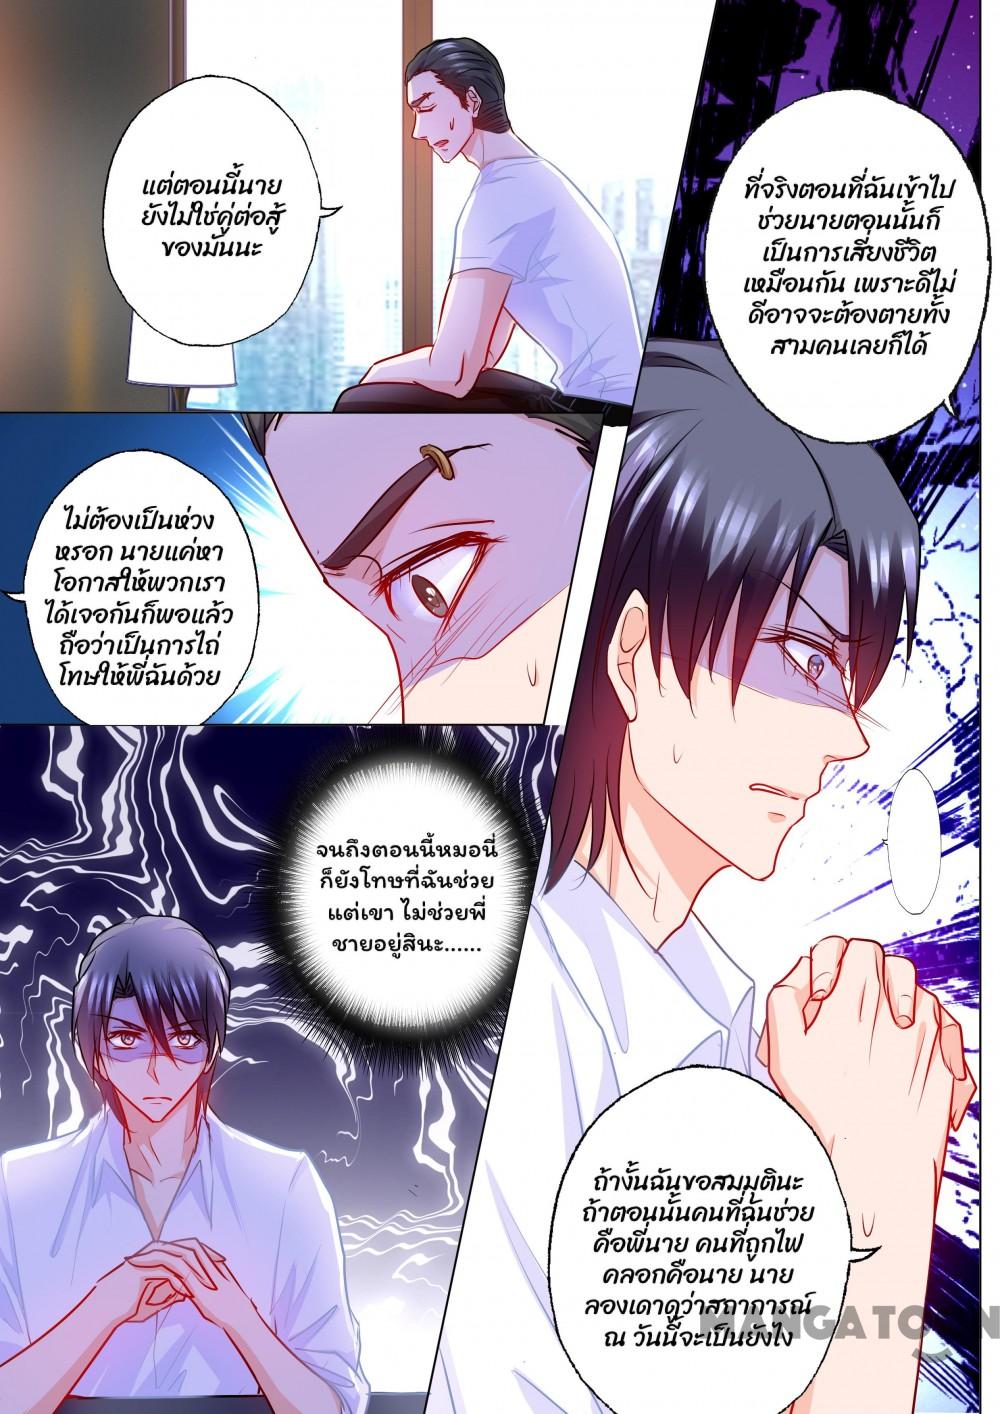 แต่ตอนนี้นาย
ยังไม่ใช่คู่ต่อสู้
ของมันนะ
ไม่ต้องเป็นห่วง
หรอก นายแค่หา
โอกาสให้พวกเรา
ได้เจอกันก็พอแล้ว
ถือว่าเป็นการไถ่
โทษให้พี่ฉันด้วย
จนถึงตอนนี้หมอนี่
ก็ยังโทษที่ฉันช่วย
แต่เขา ไม่ช่วยพี่
ชายอยู่สินะ......
ที่จริงตอนที่ฉันเข้าไป
ช่วยนายตอนนั้นก็
เป็นการเสี่ยงชีวิต
เหมือนกัน เพราะดีไม่
ดีอาจจะต้องตายทั้ง
สามคนเลยก็ได้
ถ้างั้นฉันขอสมมุตินะ
ถ้าตอนนั้นคนที่ฉันช่วย
คือพี่นาย คนที่ถูกไฟ
คลอกคือนาย นาย
ลองเดาดูว่าสถาการณ์
ณ วันนี้จะเป็นยังไง
MANGATOON